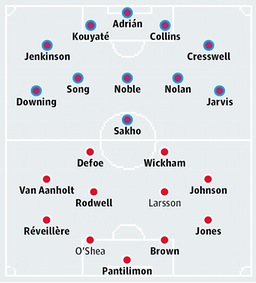 Adrián
Kouyaté
Collins
Jenkinson
Cresswell
Song
Noble
Nolan
Downing
Jarvis
Sakho
Defoe
Wickham
Van Aanholt
Johnson
Rodwell
Larsson
Réveillère
Jones
O'Shea
Brown
Pantilimon